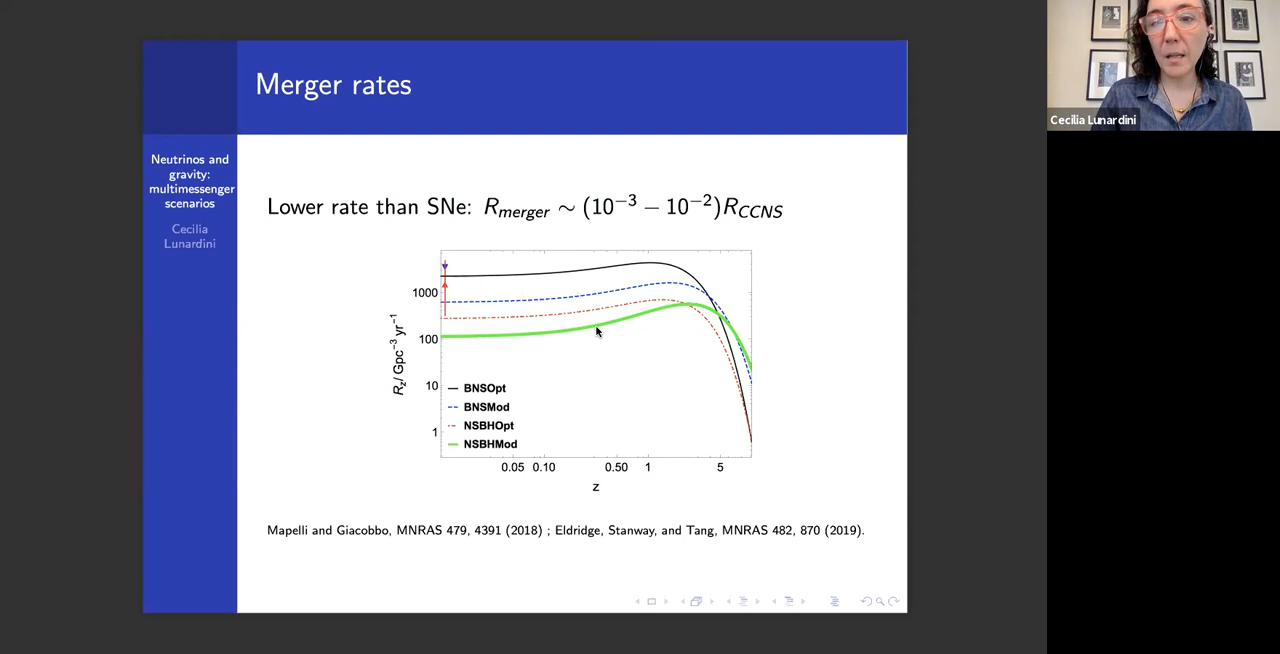 Merger rates
Neutrinos and
gravity:
multimessenger
scenarios
Cecilia
Lunardini
Lower rate than SNe: R_merger ∼ (10⁻³ − 10⁻²)R_CCNS
1000
100
10
1
R_z/ Gpc⁻³ yr⁻¹
BNSOpt
BNSMod
NSBHOpt
NSBHMod
0.05 0.10 0.50 1 5
z
Mapelli and Giacobbo, MNRAS 479, 4391 (2018) ; Eldridge, Stanway, and Tang, MNRAS 482, 870 (2019).
Cecilia Lunardini